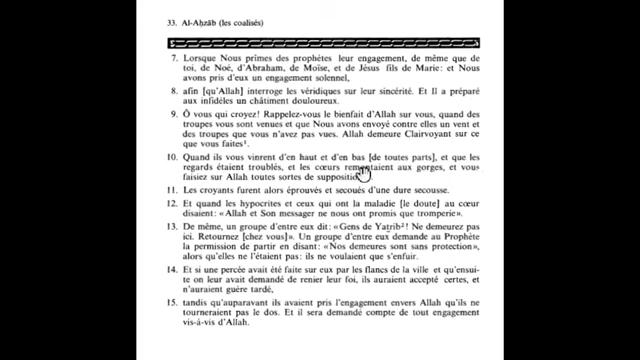 33. Al-Aḥzāb (les coalisés)
7. Lorsque Nous prîmes des prophètes leur engagement, de même que de
toi, de Noé, d'Abraham, de Moïse, et de Jésus fils de Marie: et Nous
avons pris d'eux un engagement solennel,
8. afin [qu'Allah] interroge les véridiques sur leur sincérité. Et Il a préparé
aux infidèles un châtiment douloureux.
9. Ô vous qui croyez! Rappelez-vous le bienfait d'Allah sur vous, quand des
troupes vous sont venues et que Nous avons envoyé contre elles un vent et
des troupes que vous n'avez pas vues. Allah demeure Clairvoyant sur ce
que vous faites¹.
10. Quand ils vous vinrent d'en haut et d'en bas [de toutes parts], et que les
regards étaient troublés, et les cœurs remontaient aux gorges, et vous
faisiez sur Allah toutes sortes de suppositions.
11. Les croyants furent alors éprouvés et secoués d'une dure secousse.
12. Et quand les hypocrites et ceux qui ont la maladie [le doute] au cœur
disaient: «Allah et Son messager ne nous ont promis que tromperie».
13. De même, un groupe d'entre eux dit: «Gens de Yaṯrib²! Ne demeurez pas
ici. Retournez [chez vous]». Un groupe d'entre eux demande au Prophète
la permission de partir en disant: «Nos demeures sont sans protection»,
alors qu'elles ne l'étaient pas: ils ne voulaient que s'enfuir.
14. Et si une percée avait été faite sur eux par les flancs de la ville et qu'ensui-
te on leur avait demandé de renier leur foi, ils auraient accepté certes, et
n'auraient guère tardé,
15. tandis qu'auparavant ils avaient pris l'engagement envers Allah qu'ils ne
tourneraient pas le dos. Et il sera demandé compte de tout engagement
vis-à-vis d'Allah.